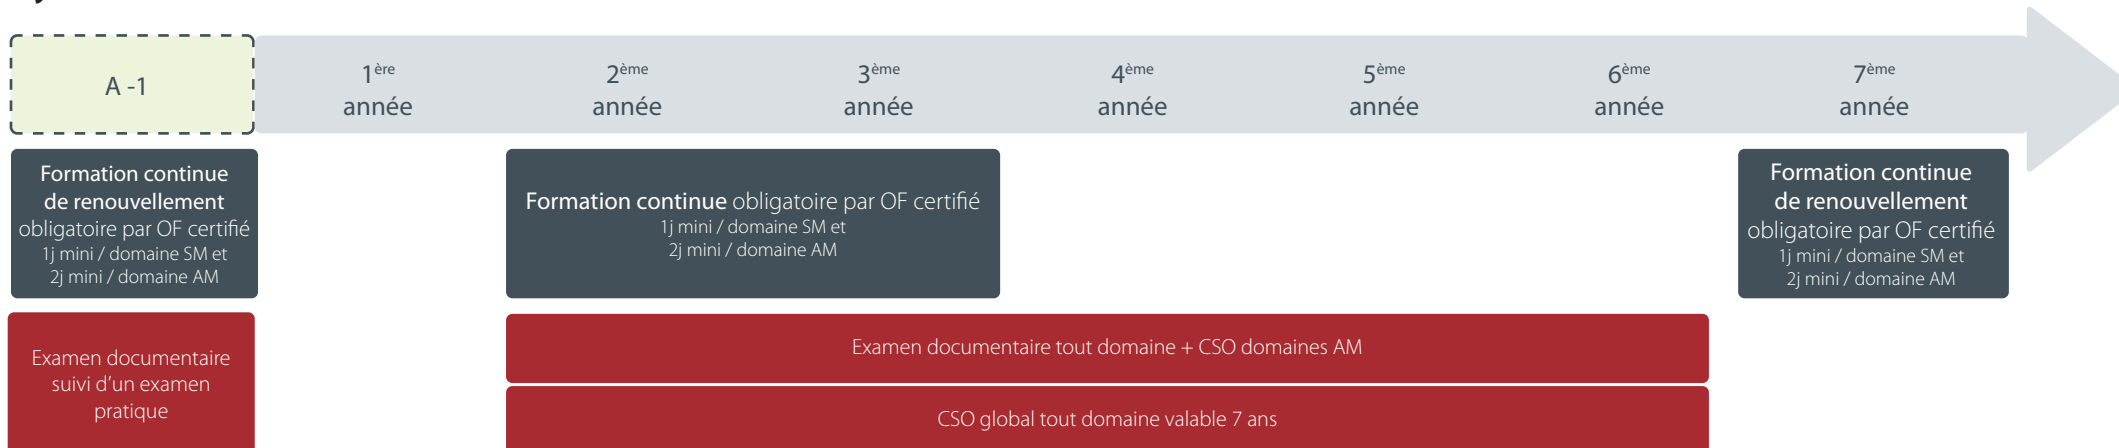 A -1
1ère
année
2ème
année
3ème
année
4ème
année
5ème
année
6ème
année
7ème
année
Formation continue
de renouvellement
obligatoire par OF certifié
1j mini / domaine SM et
2j mini / domaine AM
Formation continue obligatoire par OF certifié
1j mini / domaine SM et
2j mini / domaine AM
Formation continue
de renouvellement
obligatoire par OF certifié
1j mini / domaine SM et
2j mini / domaine AM
Examen documentaire
suivi d’un examen
pratique
Examen documentaire tout domaine + CSO domaines AM
CSO global tout domaine valable 7 ans